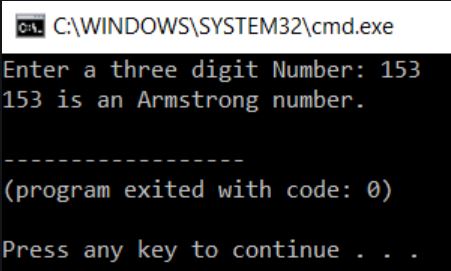 C:\WINDOWS\SYSTEM32\cmd.exe
Enter a three digit Number: 153
153 is an Armstrong number.
------------------
(program exited with code: 0)
Press any key to continue . . .